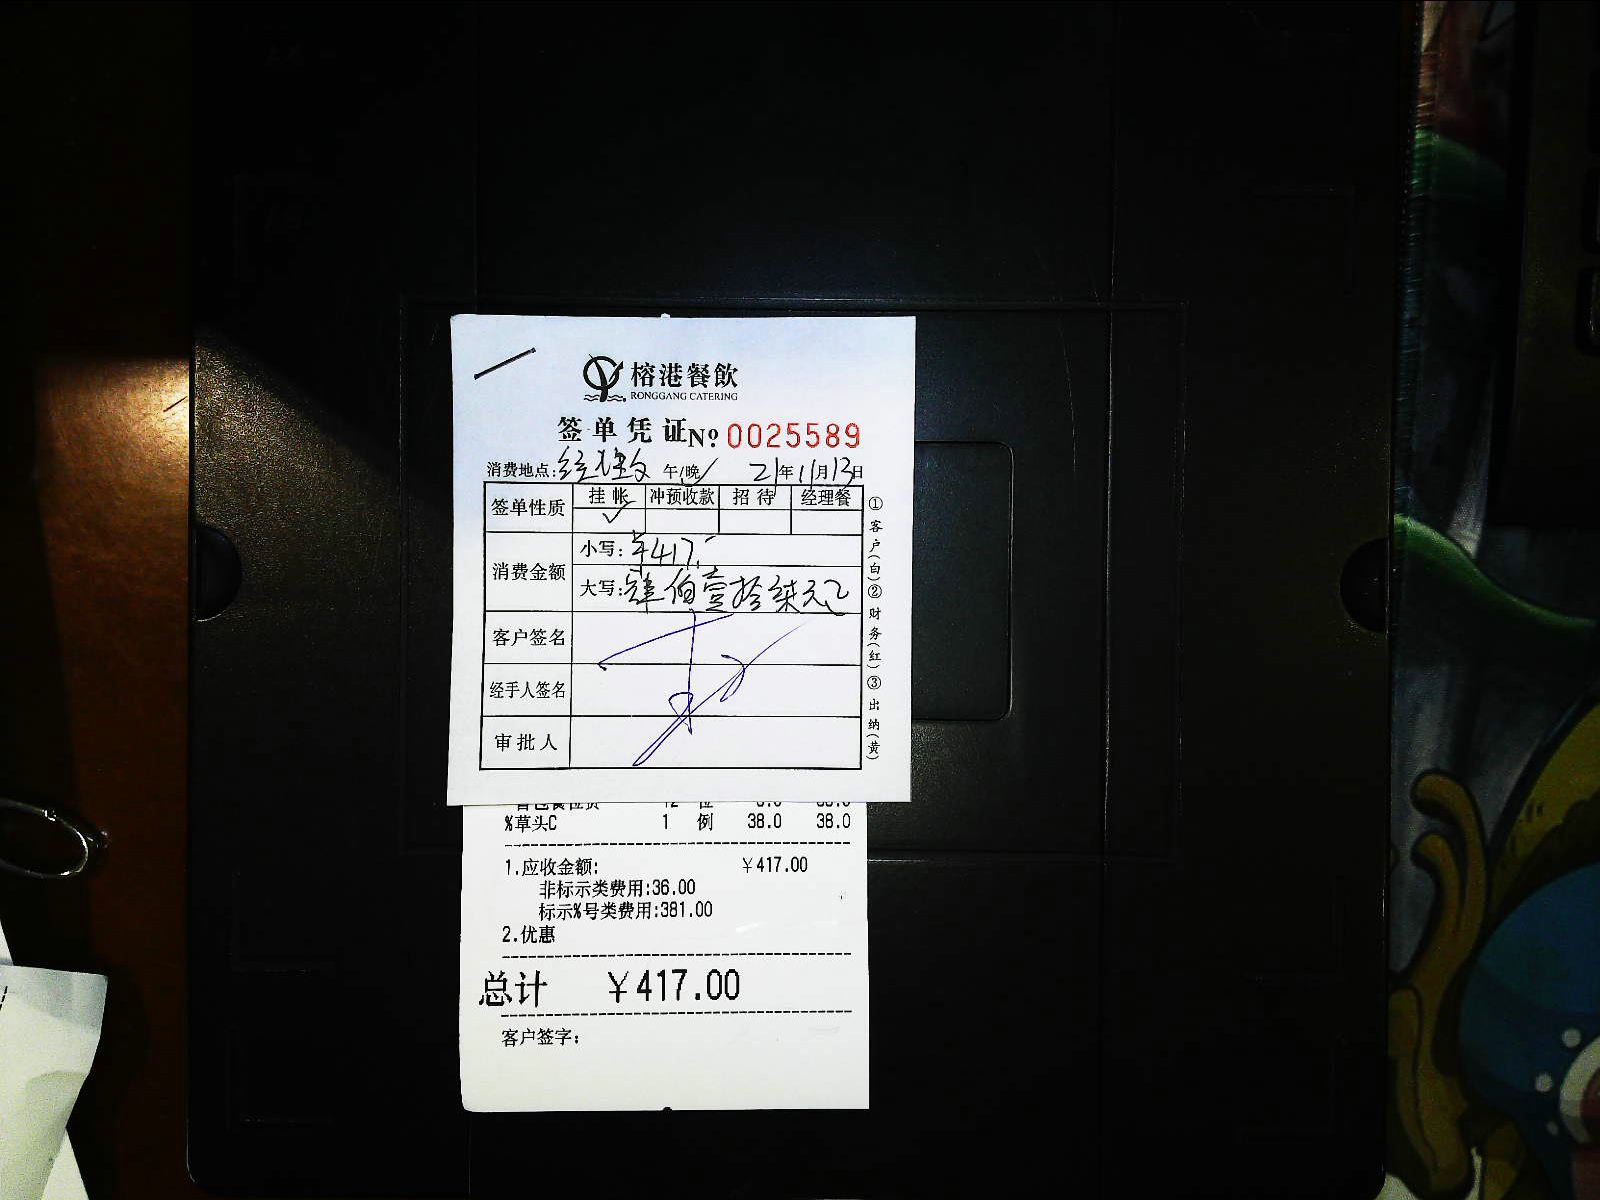 榕港餐飲
RONGGANG CATERING
签单凭证 Nº 0025589
消费地点: 午/晚 21年11月13日
签单性质 挂帐 冲预收款 招待 经理餐
✓
消费金额 小写:¥417.-
大写:肆佰壹拾柒元
客户签名
经手人签名
审批人
①客户(白)②财务(红)③出纳(黄)
12 位
%草头C 1 例 38.0 38.0
1.应收金额: ¥417.00
非标示类费用:36.00
标示%号类费用:381.00
2.优惠
总计 ¥417.00
客户签字: